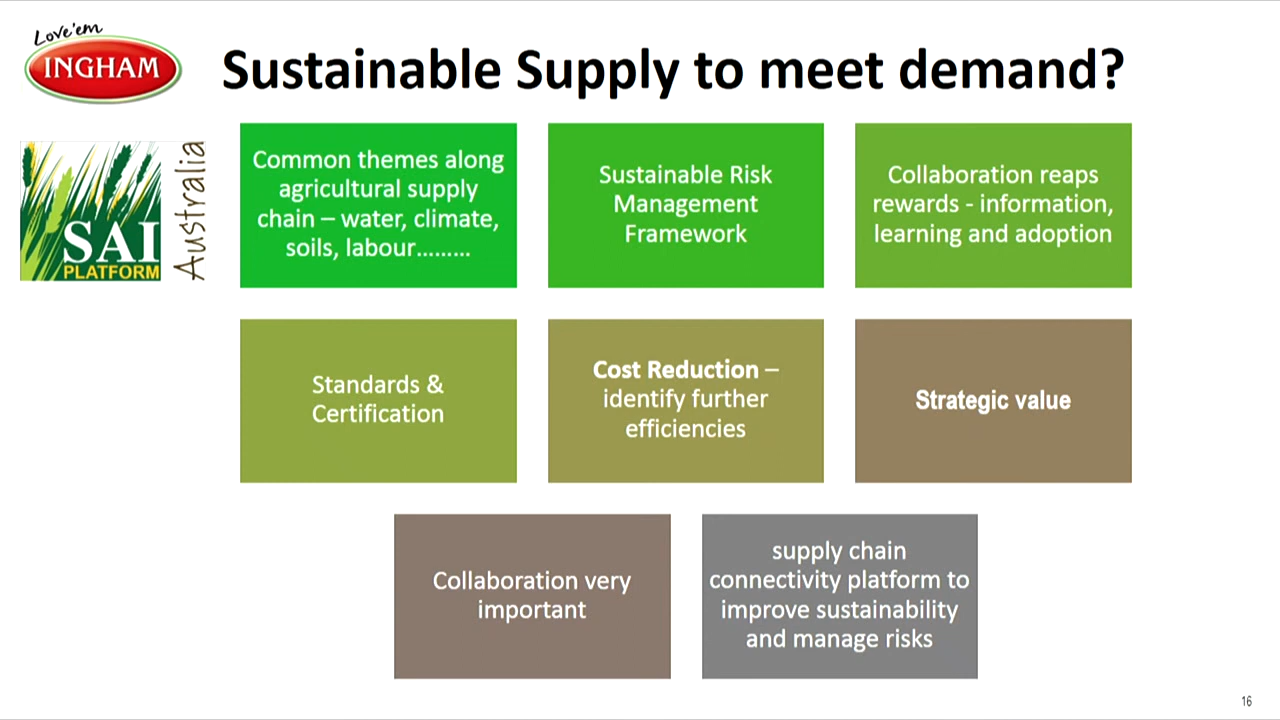 Love'em
INGHAM
Sustainable Supply to meet demand?
SAI
PLATFORM
Australia
Common themes along
agricultural supply
chain – water, climate,
soils, labour.........
Sustainable Risk
Management
Framework
Collaboration reaps
rewards - information,
learning and adoption
Standards &
Certification
Cost Reduction –
identify further
efficiencies
Strategic value
Collaboration very
important
supply chain
connectivity platform to
improve sustainability
and manage risks
16